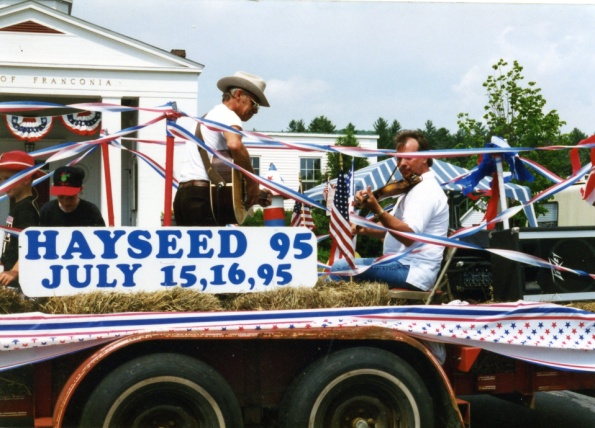 OF FRANCONIA
HAYSEED 95
JULY 15,16,95